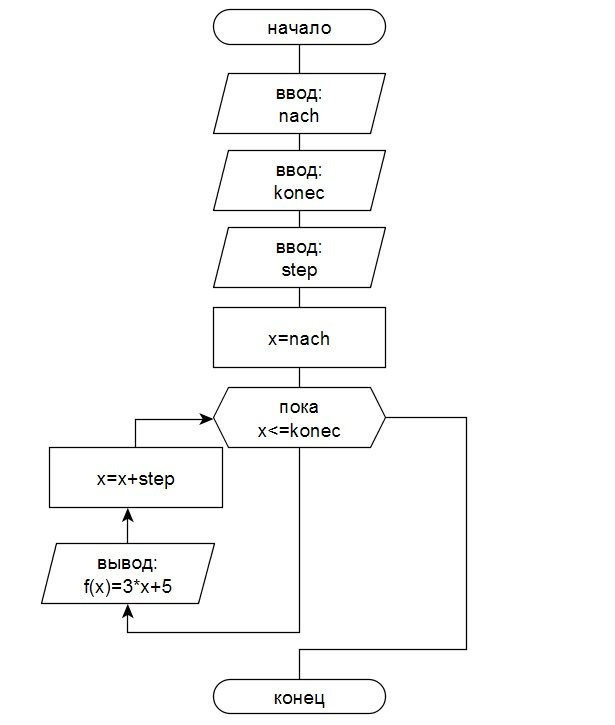 начало
ввод:
nach
ввод:
konec
ввод:
step
x=nach
пока
x<=konec
x=x+step
вывод:
f(x)=3*x+5
конец